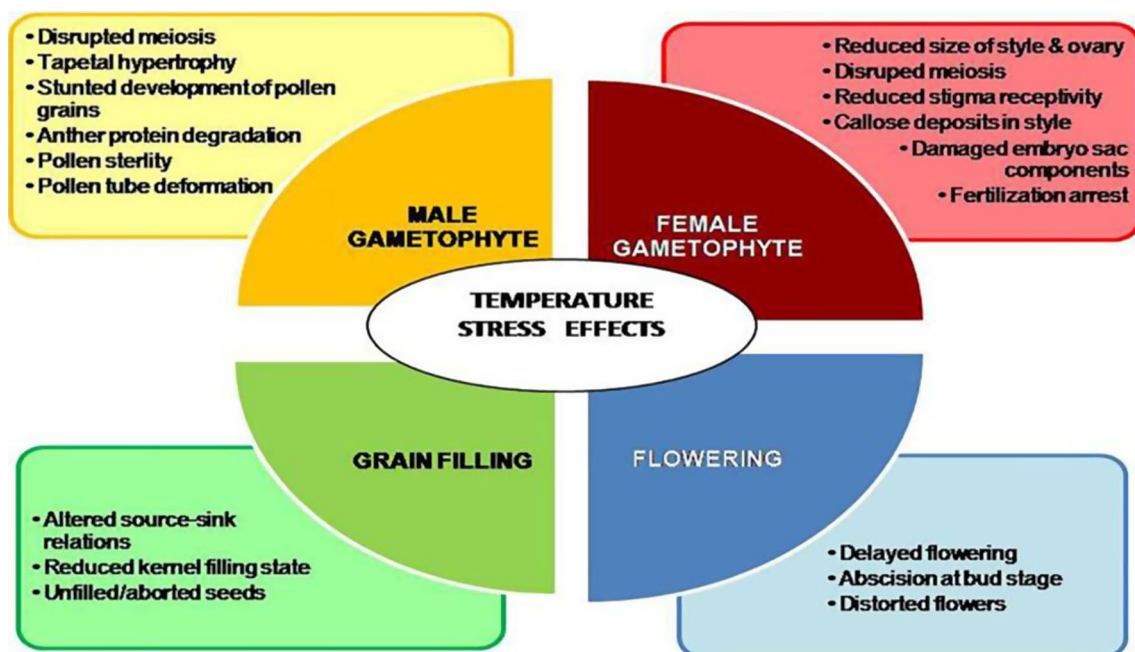 • Disrupted meiosis
• Tapetal hypertrophy
• Stunted development of pollen
grains
• Anther protein degradation
• Pollen sterlity
• Pollen tube deformation
• Reduced size of style & ovary
• Disruped meiosis
• Reduced stigma receptivity
• Callose deposits in style
• Damaged embryo sac
components
• Fertilization arrest
MALE
GAMETOPHYTE
FEMALE
GAMETOPHYTE
TEMPERATURE
STRESS EFFECTS
GRAIN FILLING
FLOWERING
• Altered source-sink
relations
• Reduced kernel filling state
• Unfilled/aborted seeds
• Delayed flowering
• Abscision at bud stage
• Distorted flowers